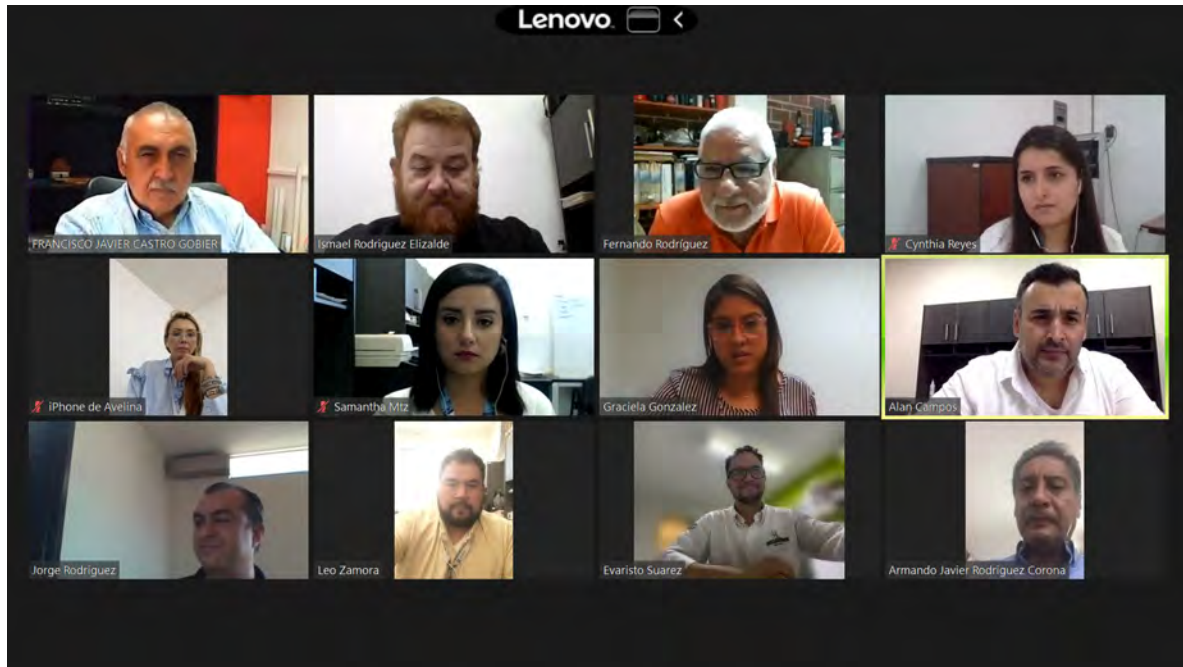 Lenovo
FRANCISCO JAVIER CASTRO GOBIER
Ismael Rodriguez Elizalde
Fernando Rodríguez
Cynthia Reyes
iPhone de Avelina
Samantha Mtz
Graciela Gonzalez
Alan Campos
Jorge Rodriguez
Leo Zamora
Evaristo Suarez
Armando Javier Rodriguez Corona